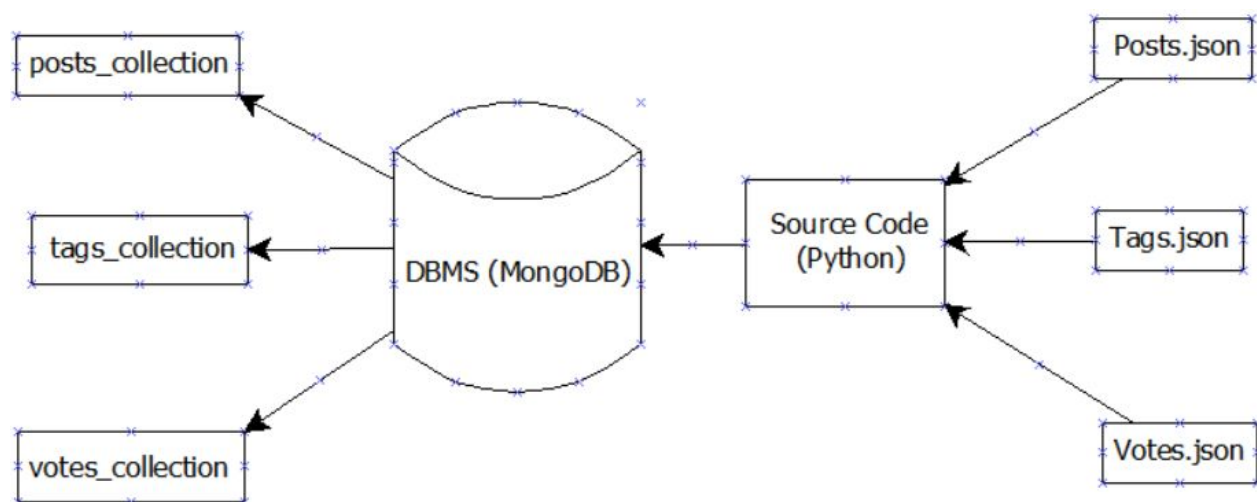 posts_collection
Posts.json
tags_collection
DBMS (MongoDB)
Source Code
(Python)
Tags.json
votes_collection
Votes.json